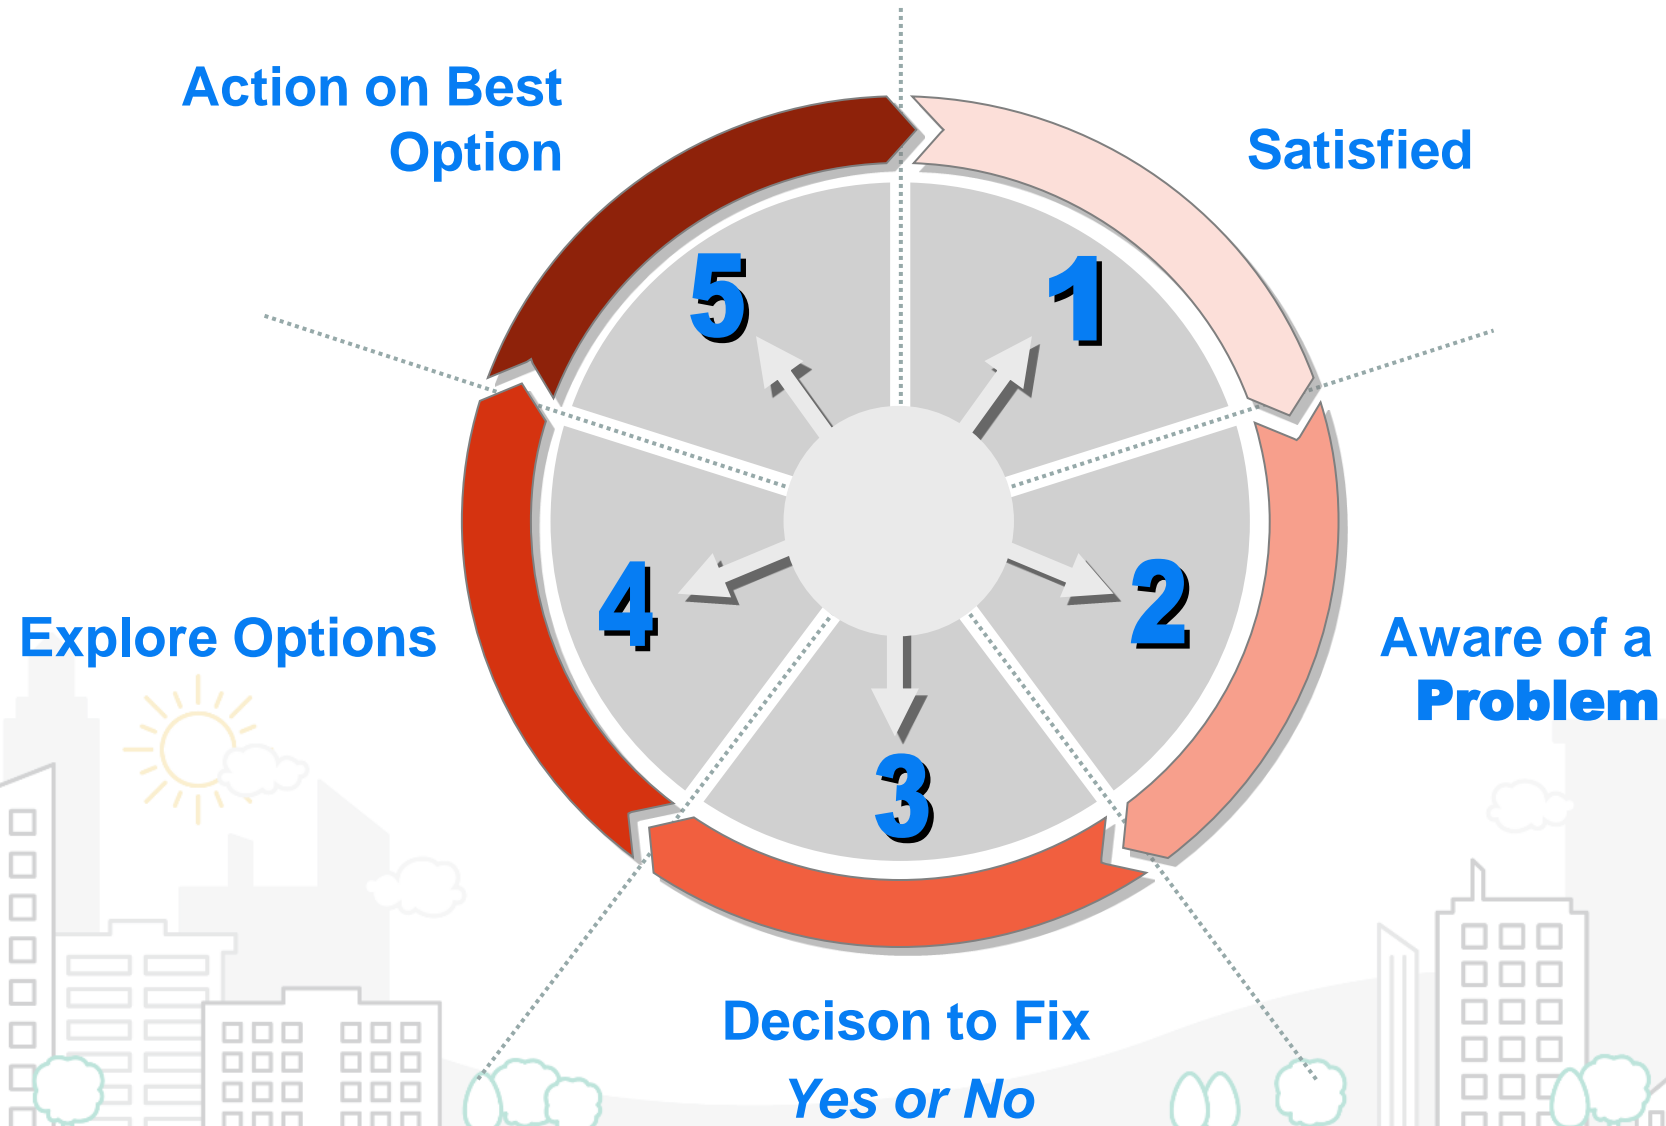 Action on Best
Option
Satisfied
5
1
4
2
Explore Options
Aware of a
Problem
3
Decison to Fix
Yes or No